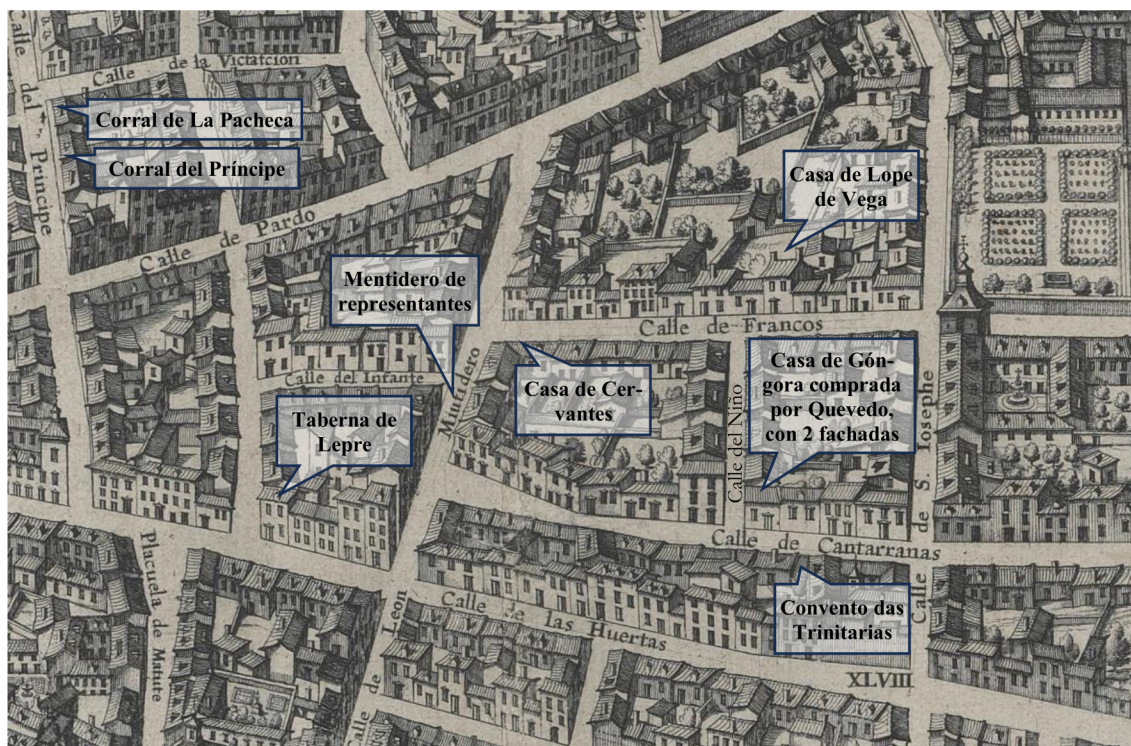 Calle
del
Principe
Calle de la Victatcion
Corral de La Pacheca
Corral del Príncipe
Calle de Pardo
Casa de Lope
de Vega
Mentidero de
representantes
Calle de Francos
Calle del Infante
Mentidero
Casa de Cer-
vantes
Calle del Niño
Casa de Gón-
gora comprada
por Quevedo,
con 2 fachadas
Taberna de
Lepre
Calle de S. Iosephe
Calle de Cantarranas
Placuela de Matute
Calle de Leon
Calle de las Huertas
Convento das
Trinitarias
XLVIII